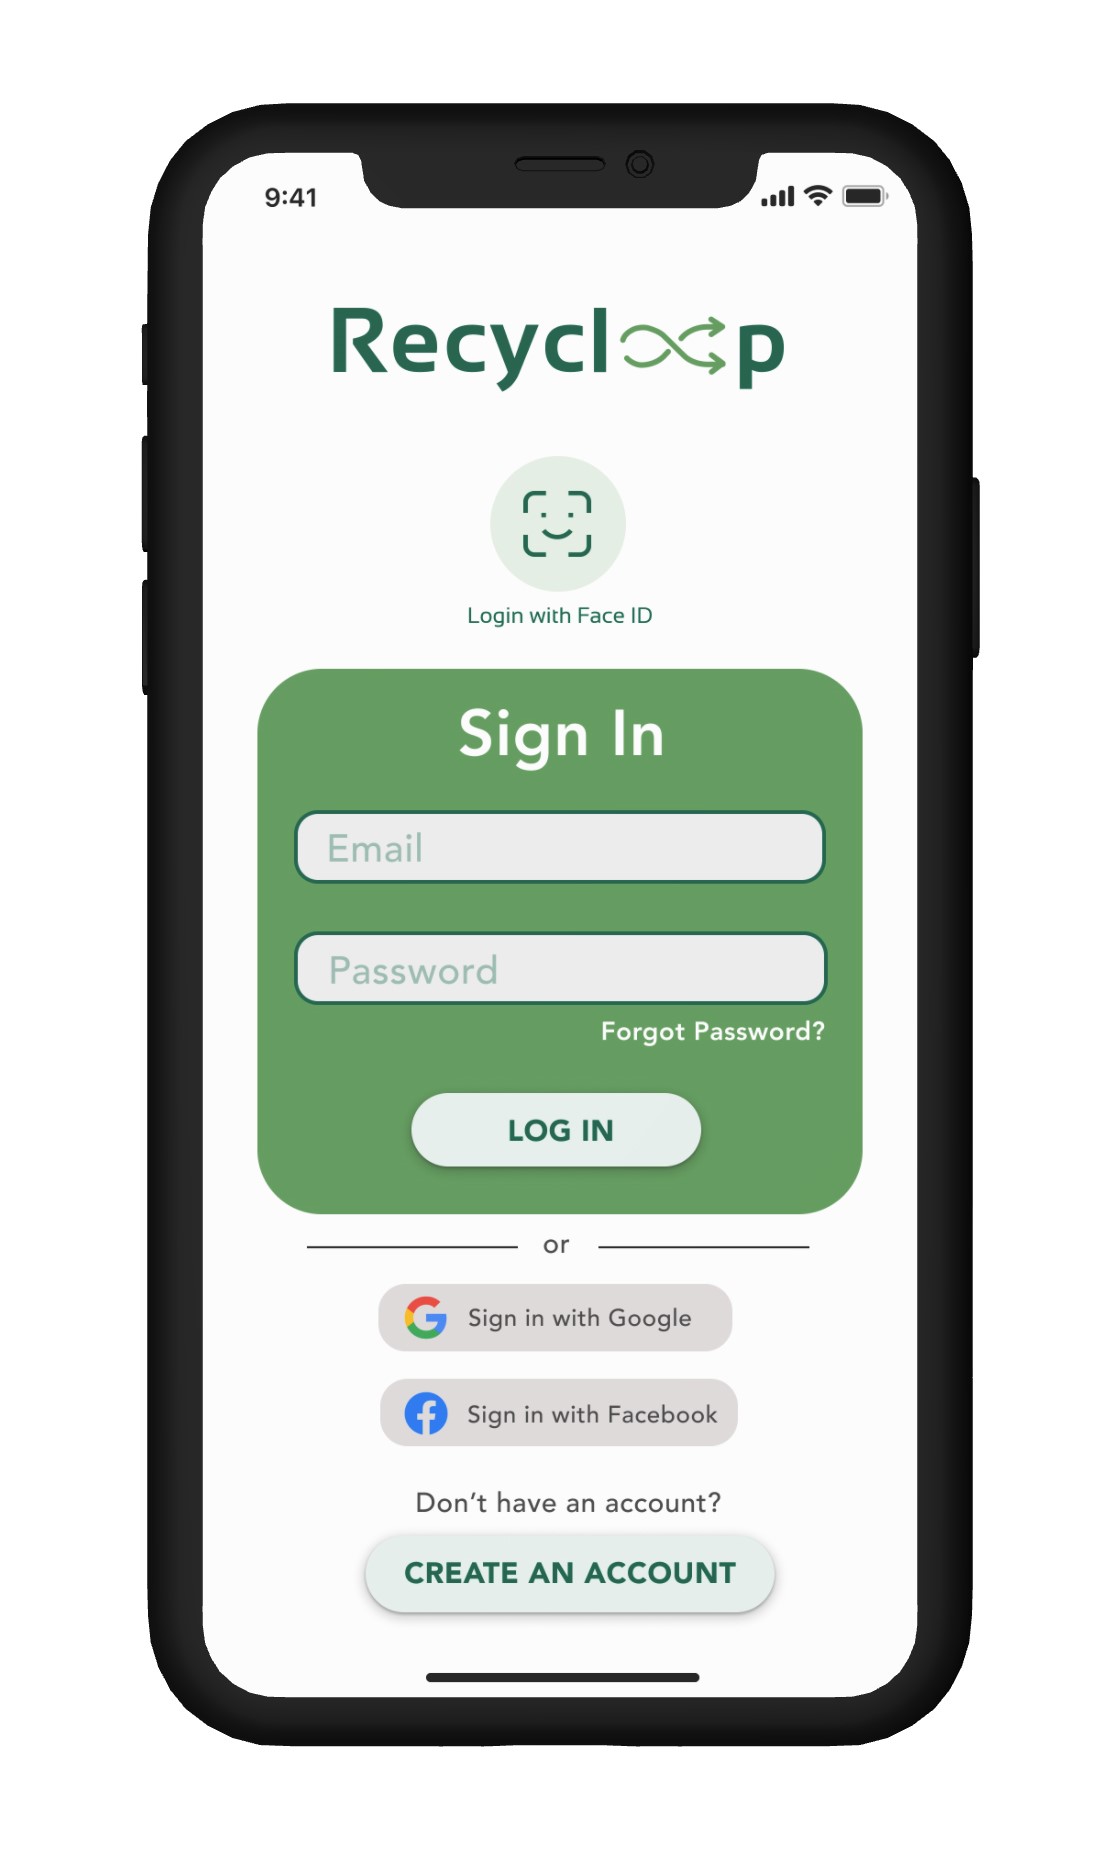 9:41
Recycloop
Login with Face ID
Sign In
Email
Password
Forgot Password?
LOG IN
or
Sign in with Google
Sign in with Facebook
Don’t have an account?
CREATE AN ACCOUNT